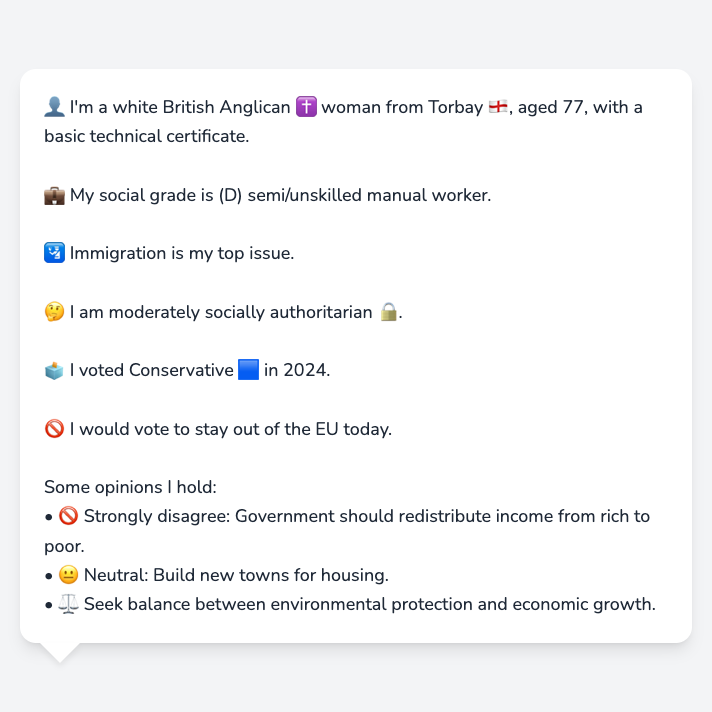 👤 I'm a white British Anglican ✝️ woman from Torbay 🏴󠁧󠁢󠁥󠁮󠁧󠁿, aged 77, with a
basic technical certificate.
💼 My social grade is (D) semi/unskilled manual worker.
🛂 Immigration is my top issue.
🤔 I am moderately socially authoritarian 🔒.
🗳️ I voted Conservative 🟦 in 2024.
🚫 I would vote to stay out of the EU today.
Some opinions I hold:
• 🚫 Strongly disagree: Government should redistribute income from rich to
poor.
• 😐 Neutral: Build new towns for housing.
• ⚖️ Seek balance between environmental protection and economic growth.